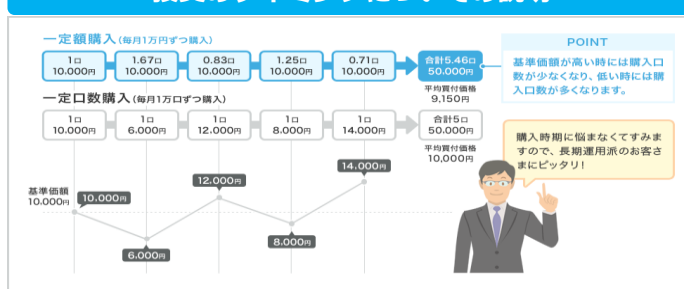 一定額購入(毎月1万円ずつ購入)
1口
10.000円
1.67口
10.000円
0.83口
10.000円
1.25口
10.000円
0.71口
10.000円
合計5.46口
50.000円
平均買付価格
9,150円
POINT
基準価額が高い時には購入口
数が少なくなり、低い時には購
入口数が多くなります。
一定口数購入(毎月1万口ずつ購入)
1口
10.000円
1口
6.000円
1口
12.000円
1口
8.000円
1口
14.000円
合計5口
50.000円
平均買付価格
10,000円
購入時期に悩まなくてすみま
すので、長期運用派のお客さ
まにピッタリ!
基準価額
10.000円
10.000円
6.000円
12.000円
8.000円
14.000円